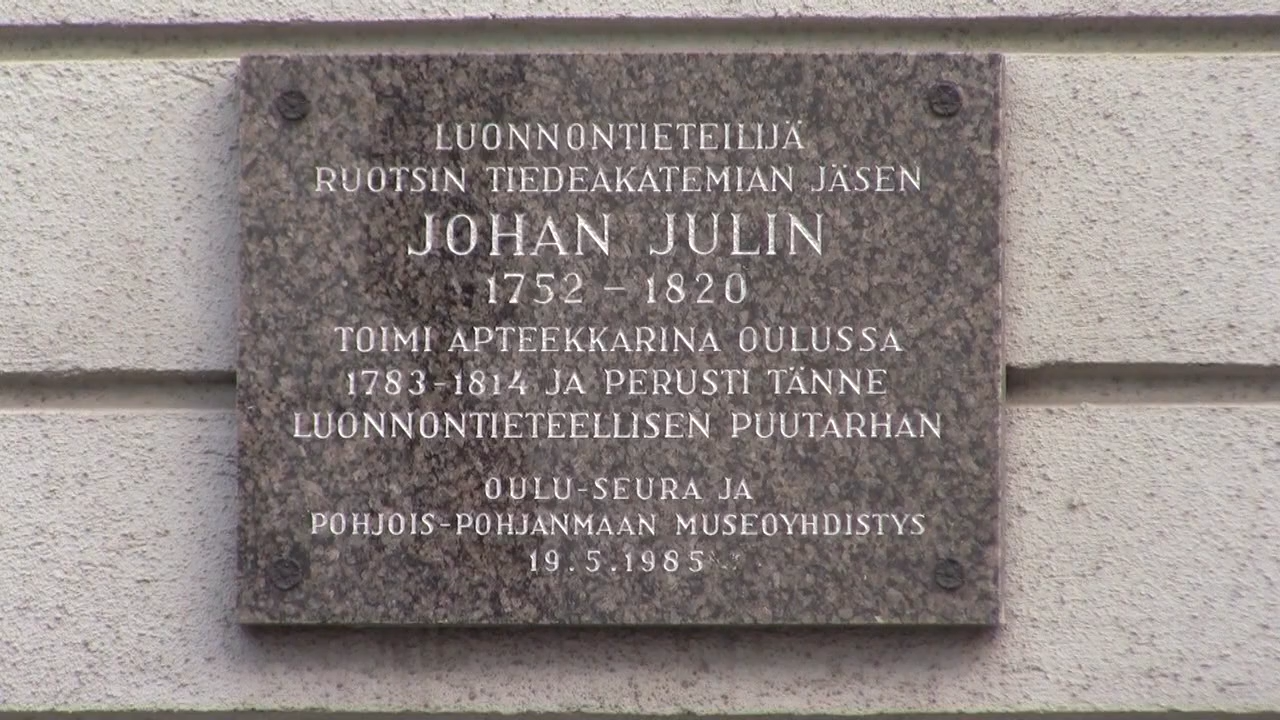 LUONNONTIETEILIJÄ
RUOTSIN TIEDEAKATEMIAN JÄSEN
JOHAN JULIN
1752 – 1820
TOIMI APTEEKKARINA OULUSSA
1783-1814 JA PERUSTI TÄNNE
LUONNONTIETEELLISEN PUUTARHAN
OULU-SEURA JA
POHJOIS-POHJANMAAN MUSEOYHDISTYS
19.5.1985